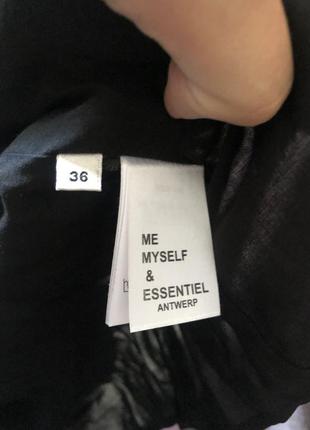 36
ME
MYSELF
&
ESSENTIEL
ANTWERP